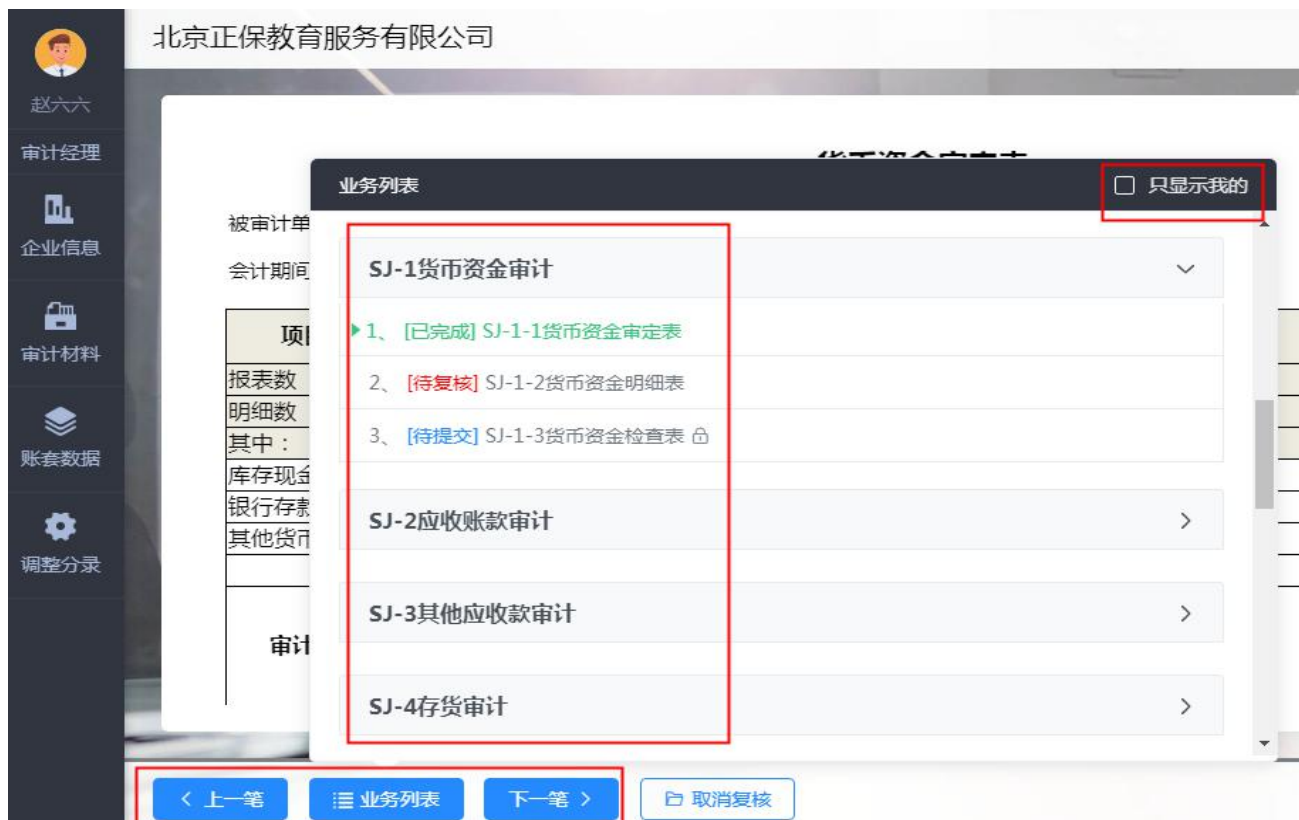 北京正保教育服务有限公司
赵六六
审计经理
企业信息
审计材料
账套数据
调整分录
业务列表
只显示我的
被审计单
会计期间
项
报表数
明细数
其中：
库存现金
银行存款
其他货币
审计
SJ-1货币资金审计
1、 [已完成] SJ-1-1货币资金审定表
2、 [待复核] SJ-1-2货币资金明细表
3、 [待提交] SJ-1-3货币资金检查表
SJ-2应收账款审计
SJ-3其他应收款审计
SJ-4存货审计
上一笔
业务列表
下一笔
取消复核